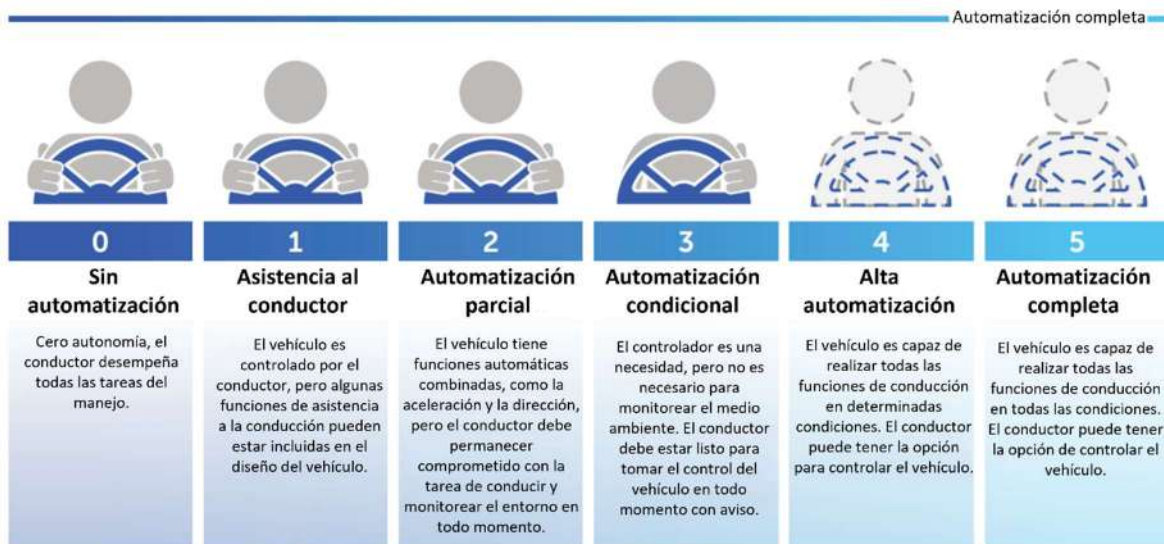 Automatización completa
0
Sin
automatización
Cero autonomía, el
conductor desempeña
todas las tareas del
manejo.
1
Asistencia al
conductor
El vehículo es
controlado por el
conductor, pero algunas
funciones de asistencia
a la conducción pueden
estar incluidas en el
diseño del vehículo.
2
Automatización
parcial
El vehículo tiene
funciones automáticas
combinadas, como la
aceleración y la dirección,
pero el conductor debe
permanecer
comprometido con la
tarea de conducir y
monitorear el entorno en
todo momento.
3
Automatización
condicional
El controlador es una
necesidad, pero no es
necesario para
monitorear el medio
ambiente. El conductor
debe estar listo para
tomar el control del
vehículo en todo
momento con aviso.
4
Alta
automatización
El vehículo es capaz de
realizar todas las
funciones de conducción
en determinadas
condiciones. El conductor
puede tener la opción
para controlar el vehículo.
5
Automatización
completa
El vehículo es capaz de
realizar todas las
funciones de conducción
en todas las condiciones.
El conductor puede tener
la opción de controlar el
vehículo.